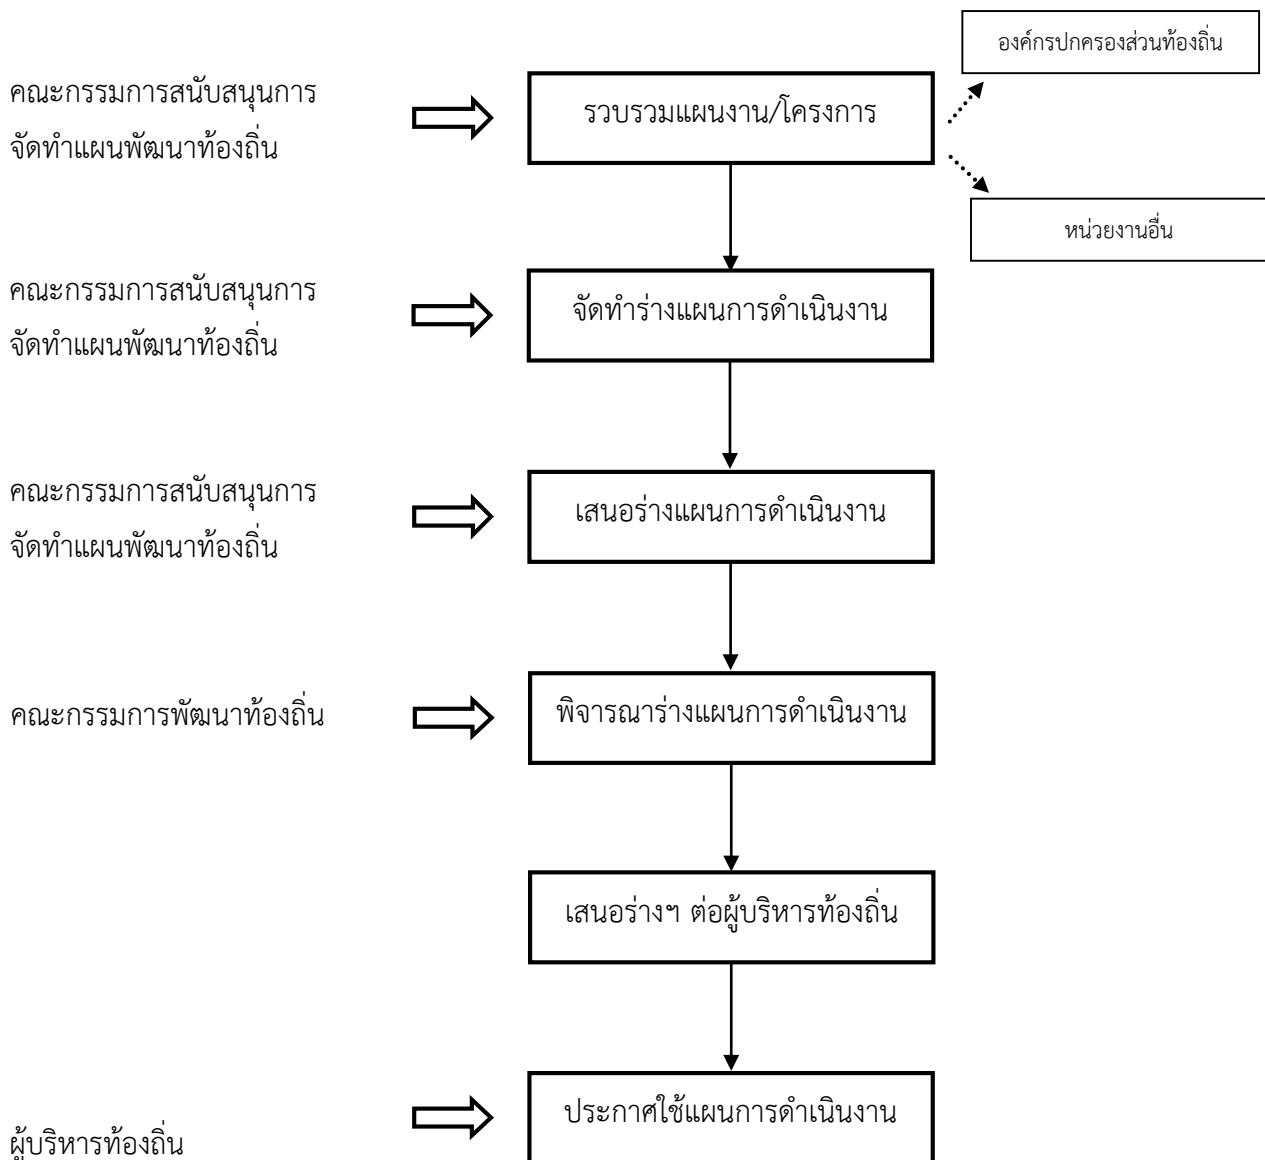 องค์กรปกครองส่วนท้องถิ่น
คณะกรรมการสนับสนุนการ
จัดทำแผนพัฒนาท้องถิ่น
รวบรวมแผนงาน/โครงการ
หน่วยงานอื่น
คณะกรรมการสนับสนุนการ
จัดทำแผนพัฒนาท้องถิ่น
จัดทำร่างแผนการดำเนินงาน
คณะกรรมการสนับสนุนการ
จัดทำแผนพัฒนาท้องถิ่น
เสนอร่างแผนการดำเนินงาน
คณะกรรมการพัฒนาท้องถิ่น
พิจารณาร่างแผนการดำเนินงาน
เสนอร่างฯ ต่อผู้บริหารท้องถิ่น
ประกาศใช้แผนการดำเนินงาน
ผู้บริหารท้องถิ่น